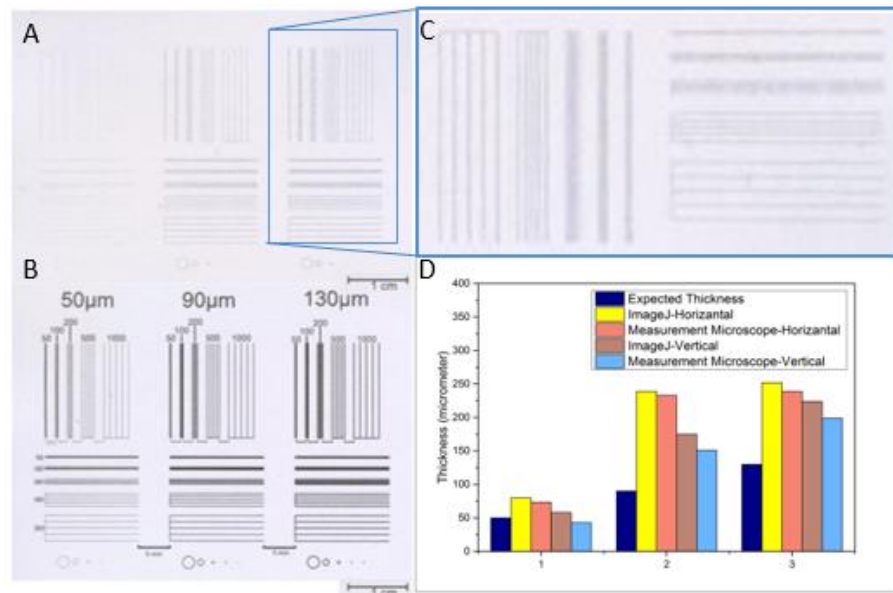 A
1 cm
B
50µm 90µm 130µm
200 200 200
100 100 100
50 500 1000 50 500 1000 50 500 1000
5 mm 5 mm
1 cm
C
D
400
350
300
250
200
150
100
50
0
Thickness (micrometer)
Expected Thickness
ImageJ-Horizantal
Measurement Microscope-Horizantal
ImageJ-Vertical
Measurement Microscope-Vertical
1 2 3